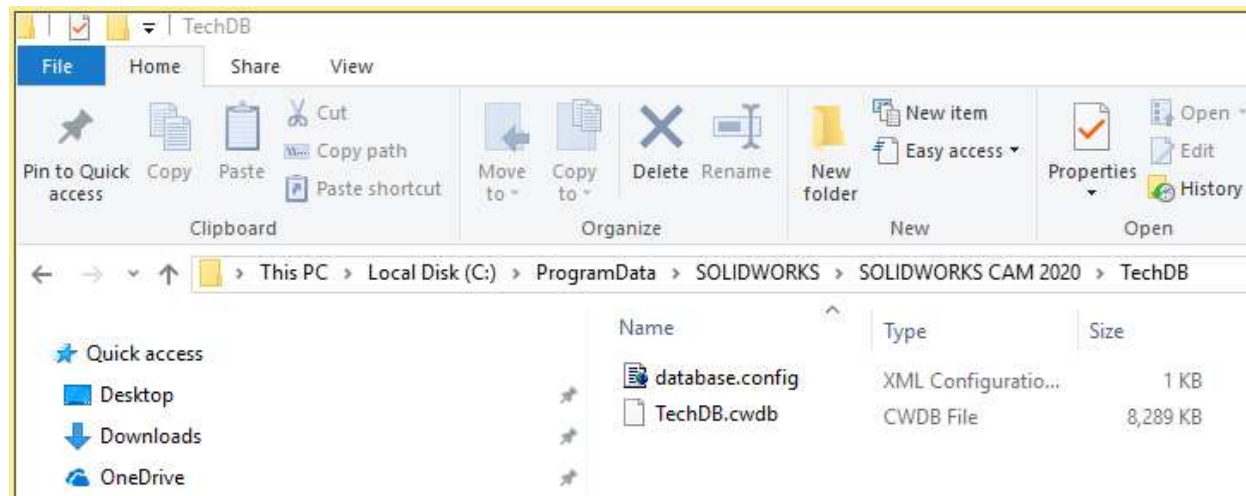 TechDB
File Home Share View
Pin to Quick access
Copy
Paste
Cut
Copy path
Paste shortcut
Clipboard
Move to
Copy to
Delete
Rename
Organize
New folder
New item
Easy access
New
Properties
Open
Edit
History
Open
This PC > Local Disk (C:) > ProgramData > SOLIDWORKS > SOLIDWORKS CAM 2020 > TechDB
Quick access
Desktop
Downloads
OneDrive
Name Type Size
database.config XML Configuratio... 1 KB
TechDB.cwdb CWDB File 8,289 KB